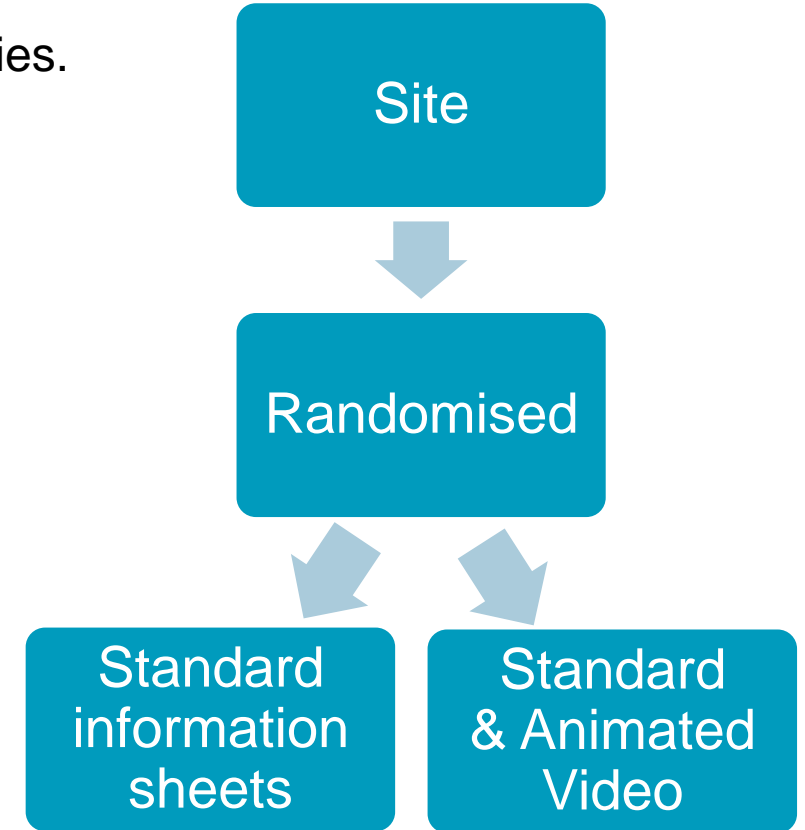 ies.
Site
Randomised
Standard
information
sheets
Standard
& Animated
Video